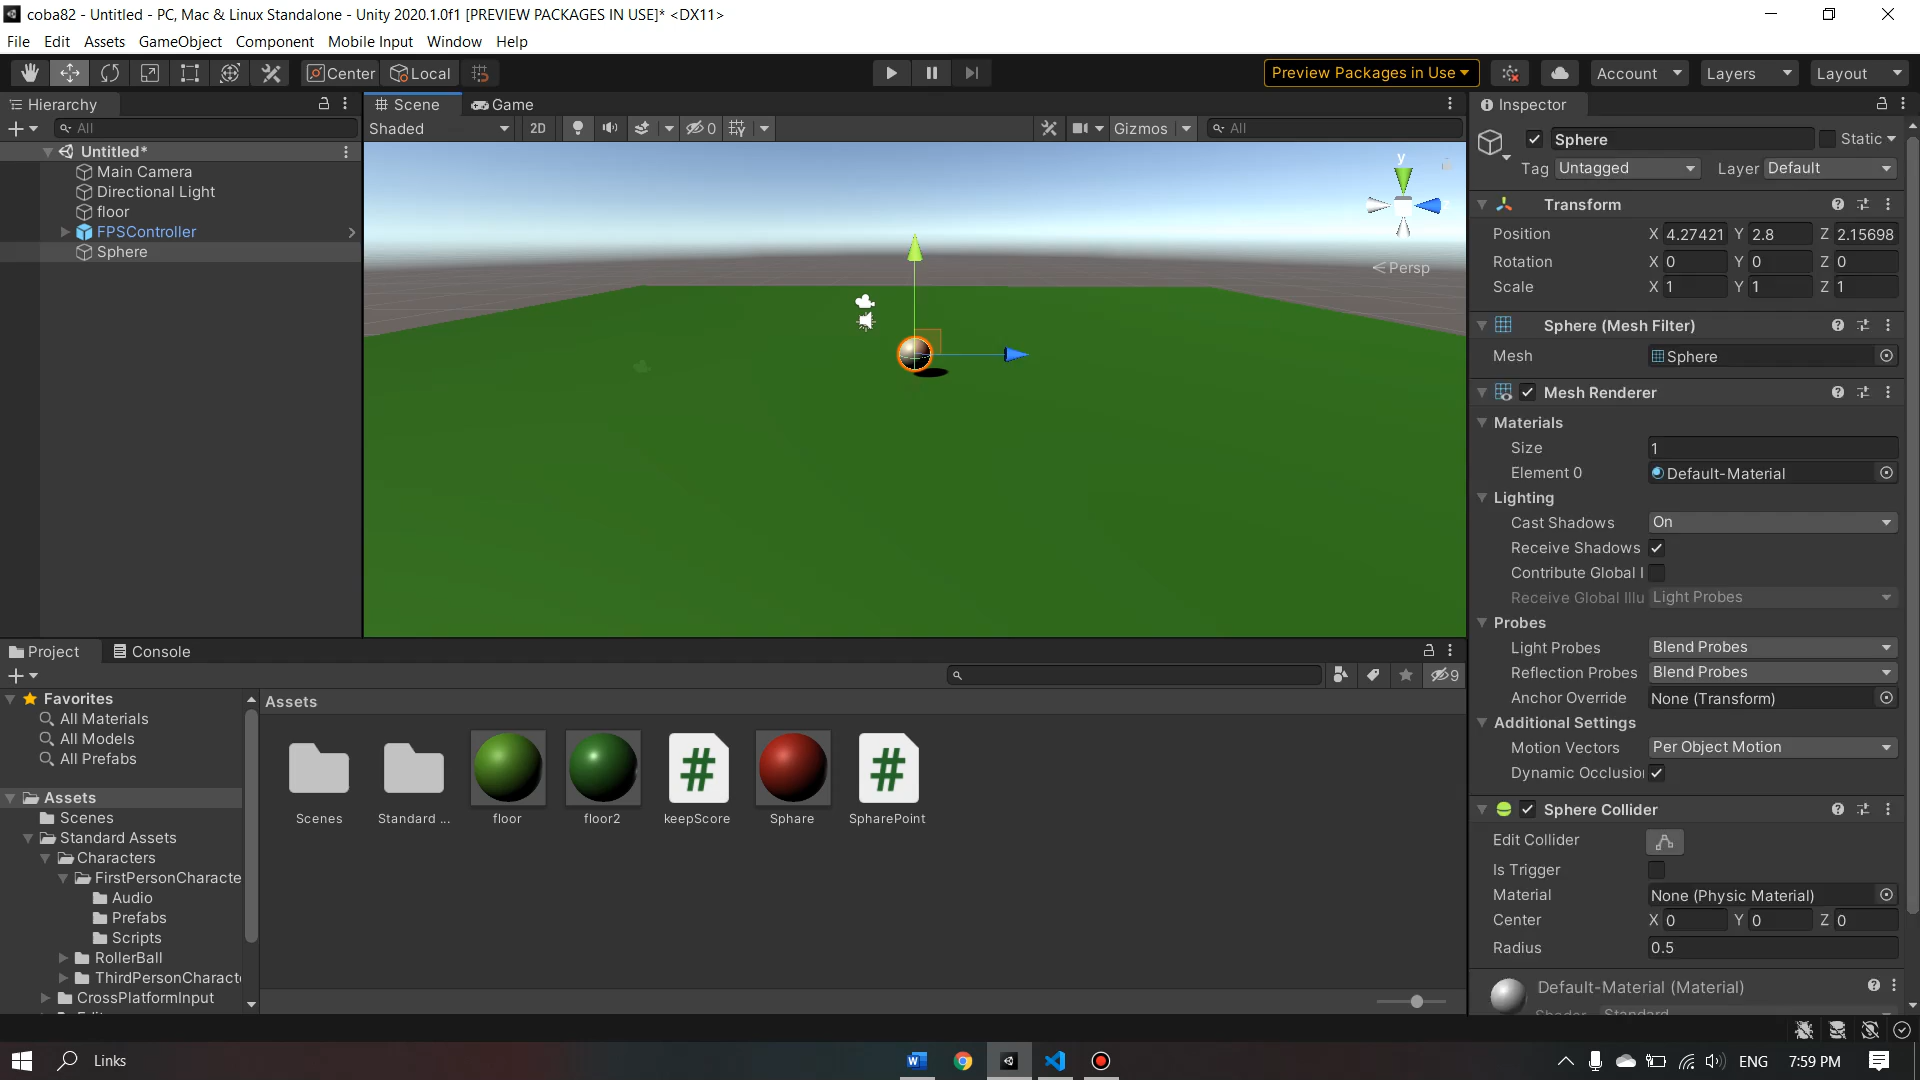 coba82 - Untitled - PC, Mac & Linux Standalone - Unity 2020.1.0f1 [PREVIEW PACKAGES IN USE]* <DX11>
File Edit Assets GameObject Component Mobile Input Window Help
Center Local Preview Packages in Use Account Layers Layout
Hierarchy
All
Untitled*
Main Camera
Directional Light
floor
FPSController
Sphere
Scene Game
Shaded 2D 0 Gizmos All
y
z
Persp
Inspector
Sphere Static
Tag Untagged Layer Default
Transform
Position X 4.27421 Y 2.8 Z 2.15698
Rotation X 0 Y 0 Z 0
Scale X 1 Y 1 Z 1
Sphere (Mesh Filter)
Mesh Sphere
Mesh Renderer
Materials
Size 1
Element 0 Default-Material
Lighting
Cast Shadows On
Receive Shadows
Contribute Global I
Receive Global Illu Light Probes
Probes
Light Probes Blend Probes
Reflection Probes Blend Probes
Anchor Override None (Transform)
Additional Settings
Motion Vectors Per Object Motion
Dynamic Occlusion
Sphere Collider
Edit Collider
Is Trigger
Material None (Physic Material)
Center X 0 Y 0 Z 0
Radius 0.5
Default-Material (Material)
Shader Standard
Project Console
9
Favorites
All Materials
All Models
All Prefabs
Assets
Scenes
Standard Assets
Characters
FirstPersonCharacte
Audio
Prefabs
Scripts
RollerBall
ThirdPersonCharact
CrossPlatformInput
Assets
Scenes Standard ... floor floor2 keepScore Sphare SpharePoint
Links ENG 7:59 PM